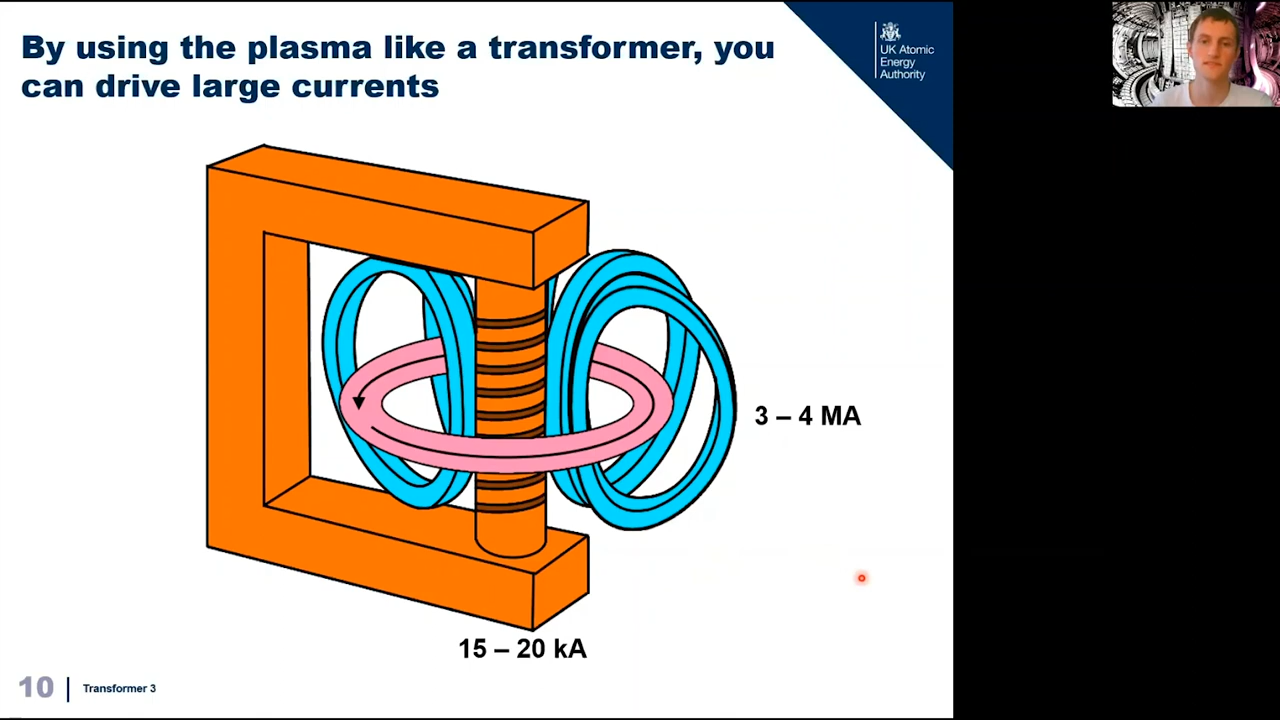 By using the plasma like a transformer, you
can drive large currents
UK Atomic
Energy
Authority
3 – 4 MA
15 – 20 kA
10
Transformer 3